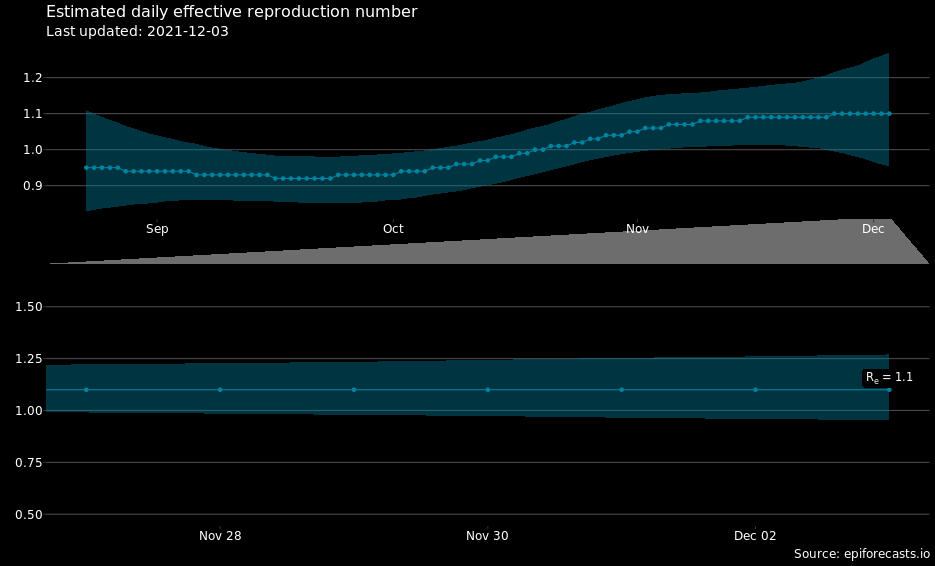 Estimated daily effective reproduction number
Last updated: 2021-12-03
1.2
1.1
1.0
0.9
Sep Oct Nov Dec
1.50
1.25
Re = 1.1
1.00
0.75
0.50
Nov 28 Nov 30 Dec 02
Source: epiforecasts.io